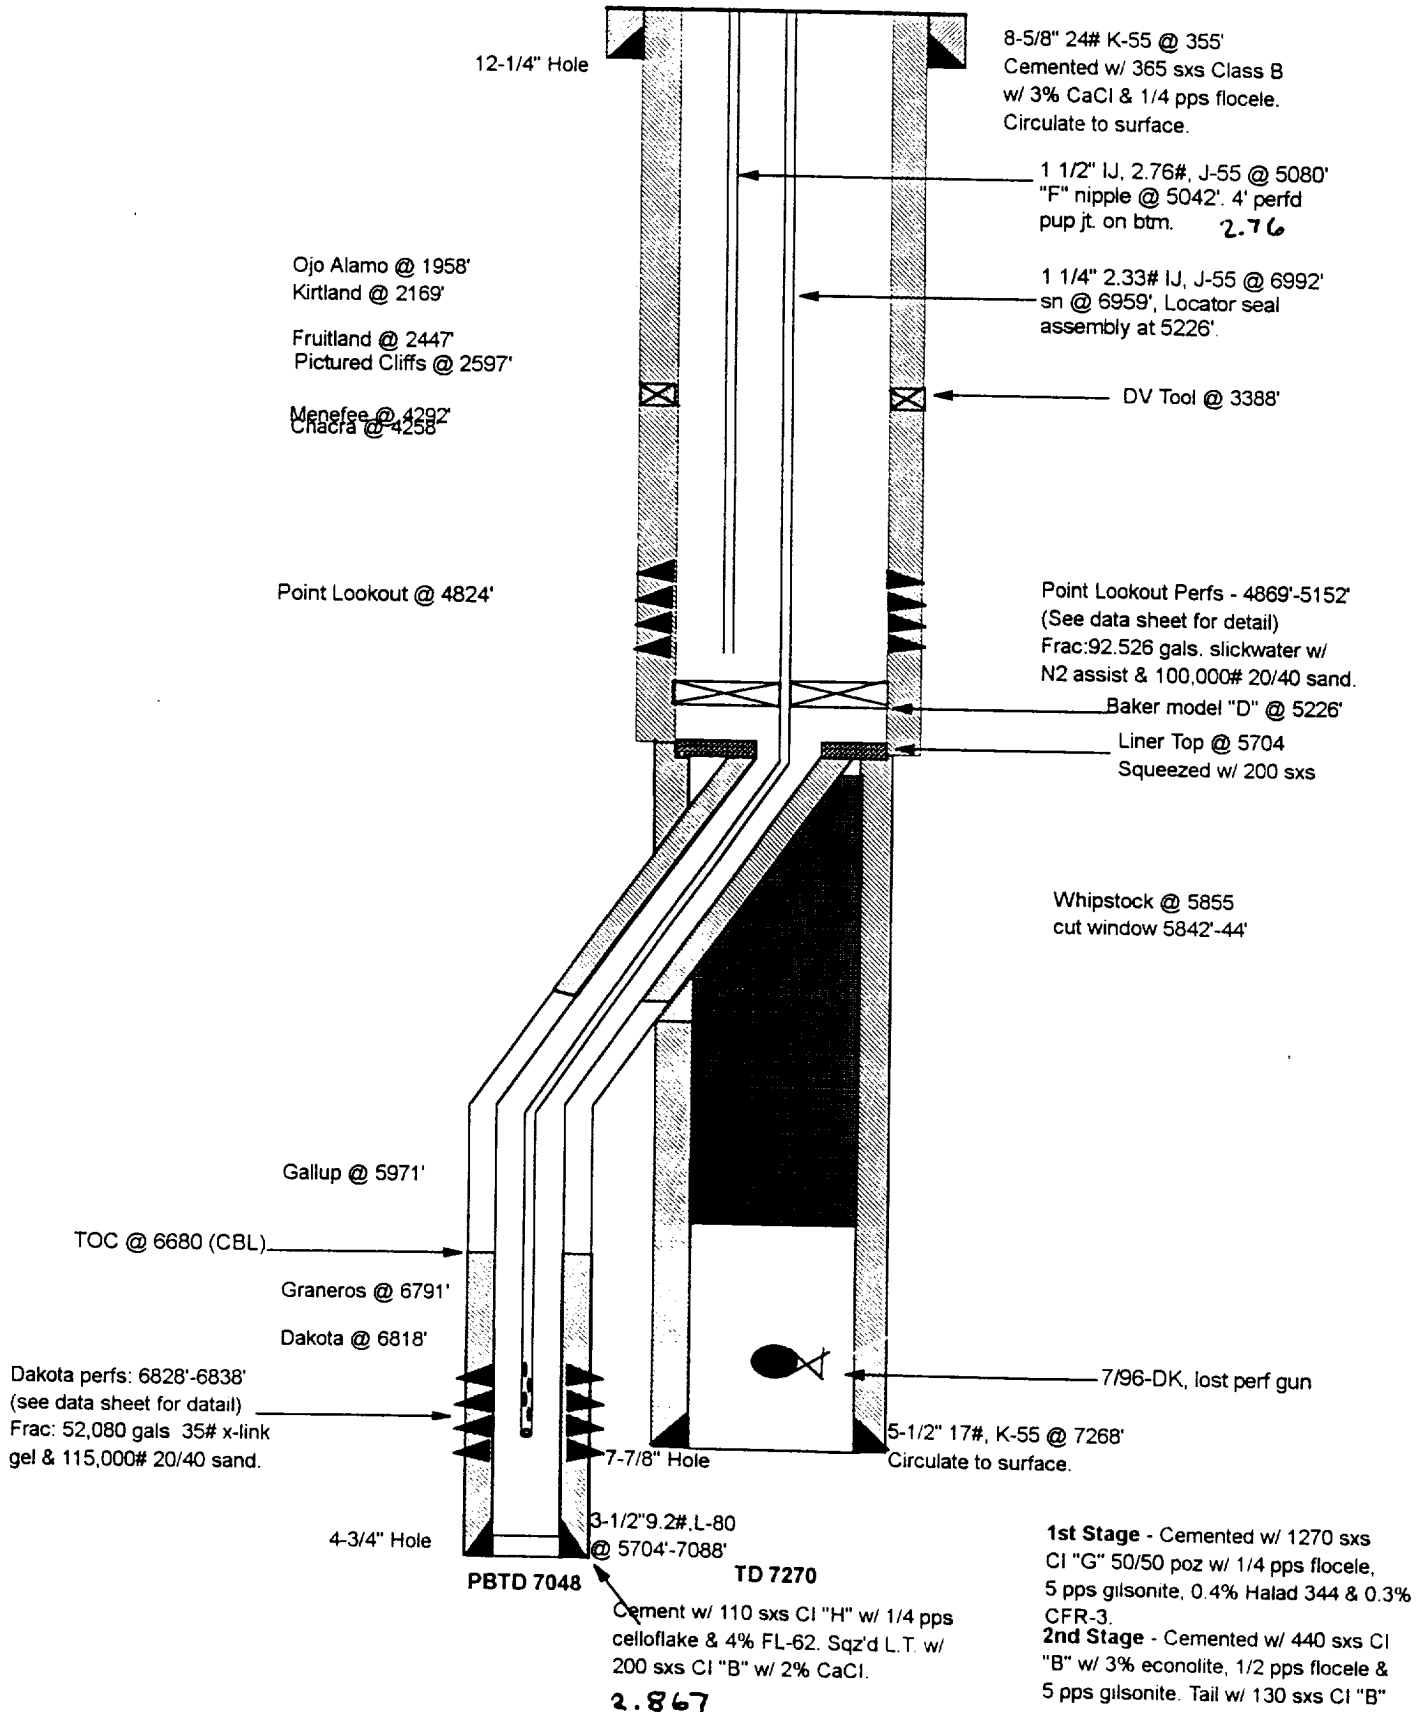 12-1/4" Hole
8-5/8" 24# K-55 @ 355'
Cemented w/ 365 sxs Class B
w/ 3% CaCl & 1/4 pps flocele.
Circulate to surface.
1 1/2" IJ, 2.76#, J-55 @ 5080'
"F" nipple @ 5042'. 4' perfd
pup jt. on btm.
2.76
Ojo Alamo @ 1958'
Kirtland @ 2169'
Fruitland @ 2447'
Pictured Cliffs @ 2597'
1 1/4" 2.33# IJ, J-55 @ 6992'
sn @ 6959', Locator seal
assembly at 5226'.
DV Tool @ 3388'
Menefee @ 4292'
Chacra @ 4258'
Point Lookout @ 4824'
Point Lookout Perfs - 4869'-5152'
(See data sheet for detail)
Frac:92.526 gals. slickwater w/
N2 assist & 100,000# 20/40 sand.
Baker model "D" @ 5226'
Liner Top @ 5704
Squeezed w/ 200 sxs
Whipstock @ 5855
cut window 5842'-44'
Gallup @ 5971'
TOC @ 6680 (CBL)
Graneros @ 6791'
Dakota @ 6818'
Dakota perfs: 6828'-6838'
(see data sheet for datail)
Frac: 52,080 gals 35# x-link
gel & 115,000# 20/40 sand.
7/96-DK, lost perf gun
5-1/2" 17#, K-55 @ 7268'
Circulate to surface.
7-7/8" Hole
4-3/4" Hole
3-1/2"9.2#,L-80
@ 5704'-7088'
PBTD 7048
TD 7270
Cement w/ 110 sxs Cl "H" w/ 1/4 pps
celloflake & 4% FL-62. Sqz'd L.T. w/
200 sxs Cl "B" w/ 2% CaCl.
2.867
1st Stage - Cemented w/ 1270 sxs
Cl "G" 50/50 poz w/ 1/4 pps flocele,
5 pps gilsonite, 0.4% Halad 344 & 0.3%
CFR-3.
2nd Stage - Cemented w/ 440 sxs Cl
"B" w/ 3% econolite, 1/2 pps flocele &
5 pps gilsonite. Tail w/ 130 sxs Cl "B"